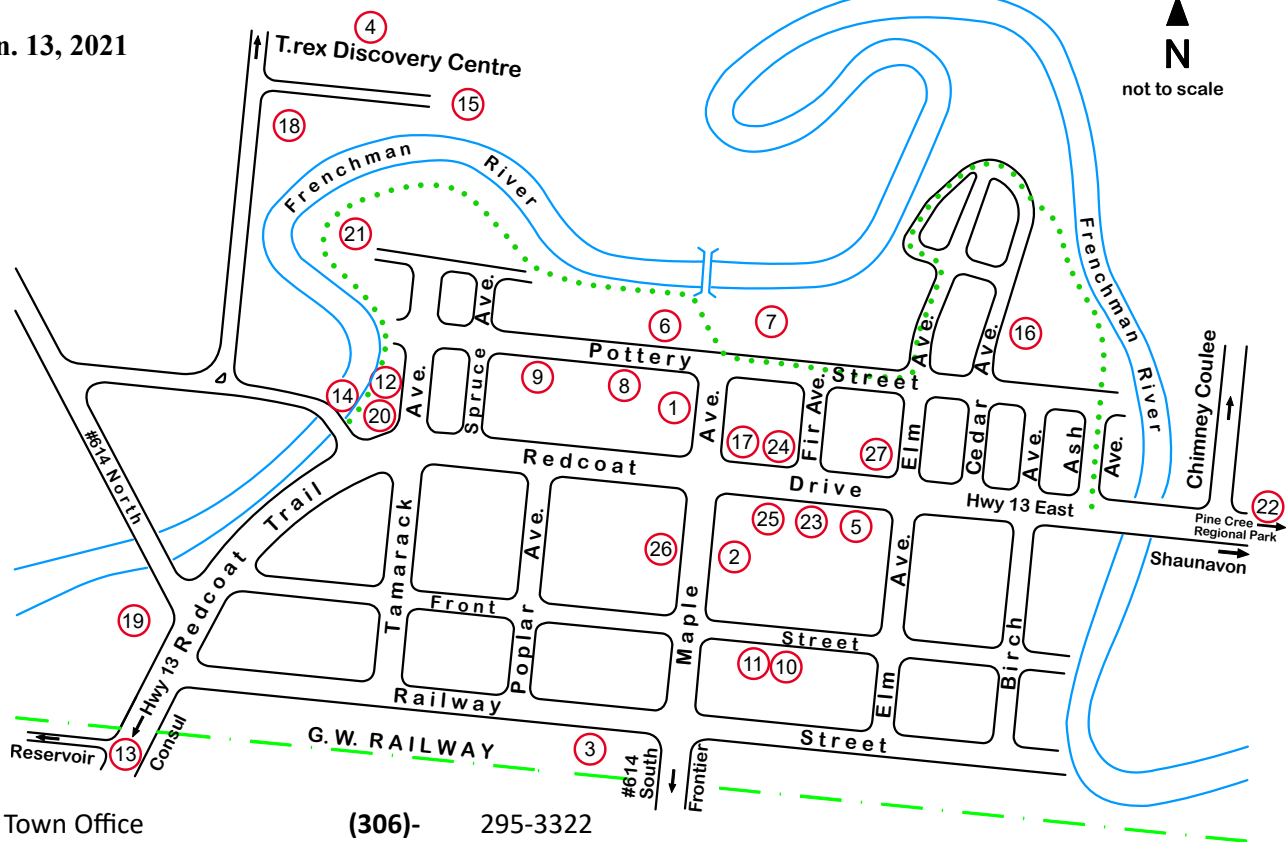 4
n. 13, 2021
T.rex Discovery Centre
N
not to scale
15
18
Frenchman
River
21
Frenchman
River
Ave.
6
7
16
Pottery
Street
Ave.
Ave.
9
8
1
12
14
20
Ave.
Spruce
Ave.
Fir Ave.
17
24
27
Elm
Cedar
Ave.
Ash
Ave.
Chimney Coulee
#614 North
Redcoat
Drive
Hwy 13 East
22
Pine Cree
Regional Park
Shaunavon
Redcoat Trail
Tamarack
Ave.
26
25
23
5
2
Ave.
Front
Street
Poplar
Maple
Birch
19
11
10
Elm
Hwy 13
Railway
Street
G.W. RAILWAY
3
Reservoir
13
Consul
#614
South
Frontier
Town Office (306)- 295-3322